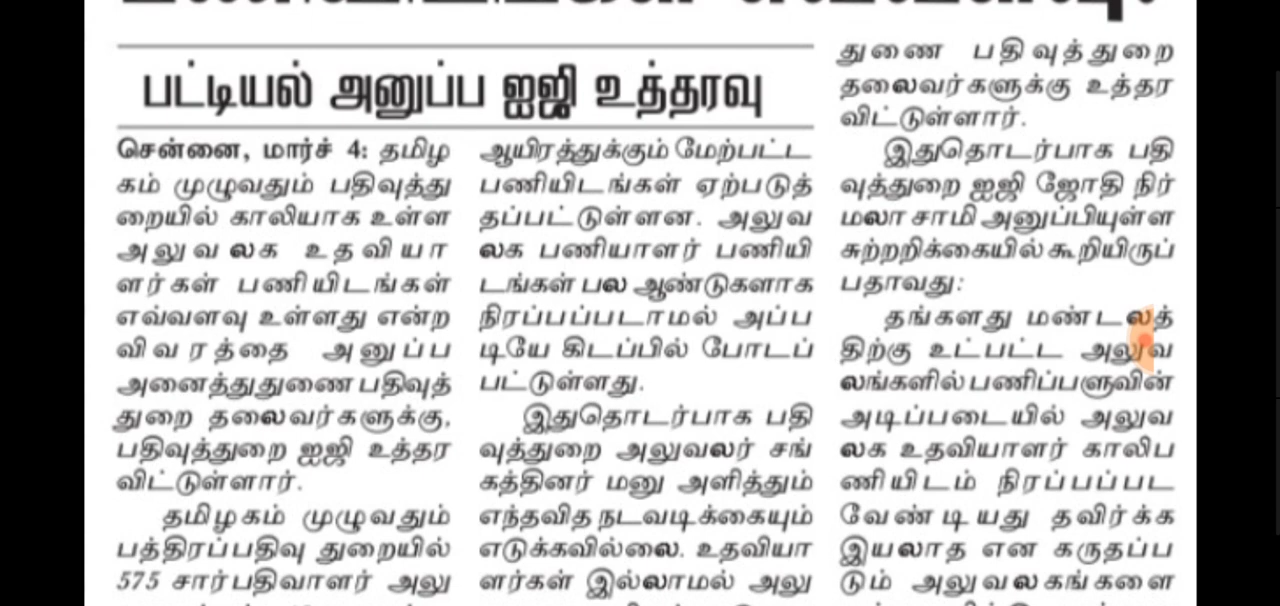 பட்டியல் அனுப்ப ஐஜி உத்தரவு
சென்னை, மார்ச் 4: தமிழ
கம் முழுவதும் பதிவுத்து
றையில் காலியாக உள்ள
அலுவலக உதவியா
ளர்கள் பணியிடங்கள்
எவ்வளவு உள்ளது என்ற
விவரத்தை அனுப்ப
அனைத்துதுணை பதிவுத்
துறை தலைவர்களுக்கு,
பதிவுத்துறை ஐஜி உத்தர
விட்டுள்ளார்.
தமிழகம் முழுவதும்
பத்திரப்பதிவு துறையில்
575 சார்பதிவாளர் அலு
ஆயிரத்துக்கும் மேற்பட்ட
பணியிடங்கள் ஏற்படுத்
தப்பட்டுள்ளன. அலுவ
லக பணியாளர் பணியி
டங்கள் பல ஆண்டுகளாக
நிரப்பப்படாமல் அப்ப
டியே கிடப்பில் போடப்
பட்டுள்ளது.
இதுதொடர்பாக பதி
வுத்துறை அலுவலர் சங்
கத்தினர் மனு அளித்தும்
எந்தவித நடவடிக்கையும்
எடுக்கவில்லை. உதவியா
ளர்கள் இல்லாமல் அலு
துணை பதிவுத்துறை
தலைவர்களுக்கு உத்தர
விட்டுள்ளார்.
இதுதொடர்பாக பதி
வுத்துறை ஐஜி ஜோதி நிர்
மலா சாமி அனுப்பியுள்ள
சுற்றறிக்கையில் கூறியிருப்
பதாவது:
தங்களது மண்டலத்
திற்கு உட்பட்ட அலுவ
லங்களில் பணிப்பளுவின்
அடிப்படையில் அலுவ
லக உதவியாளர் காலிப
ணியிடம் நிரப்பப்பட
வேண்டியது தவிர்க்க
இயலாத என கருதப்ப
டும் அலுவலகங்களை